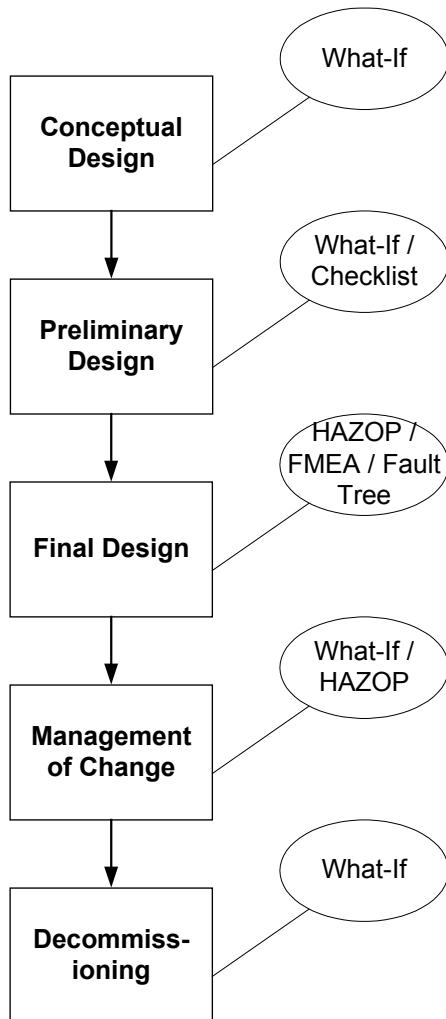 What-If
Conceptual
Design
What-If /
Checklist
Preliminary
Design
HAZOP /
FMEA / Fault
Tree
Final Design
What-If /
HAZOP
Management
of Change
What-If
Decommiss-
ioning